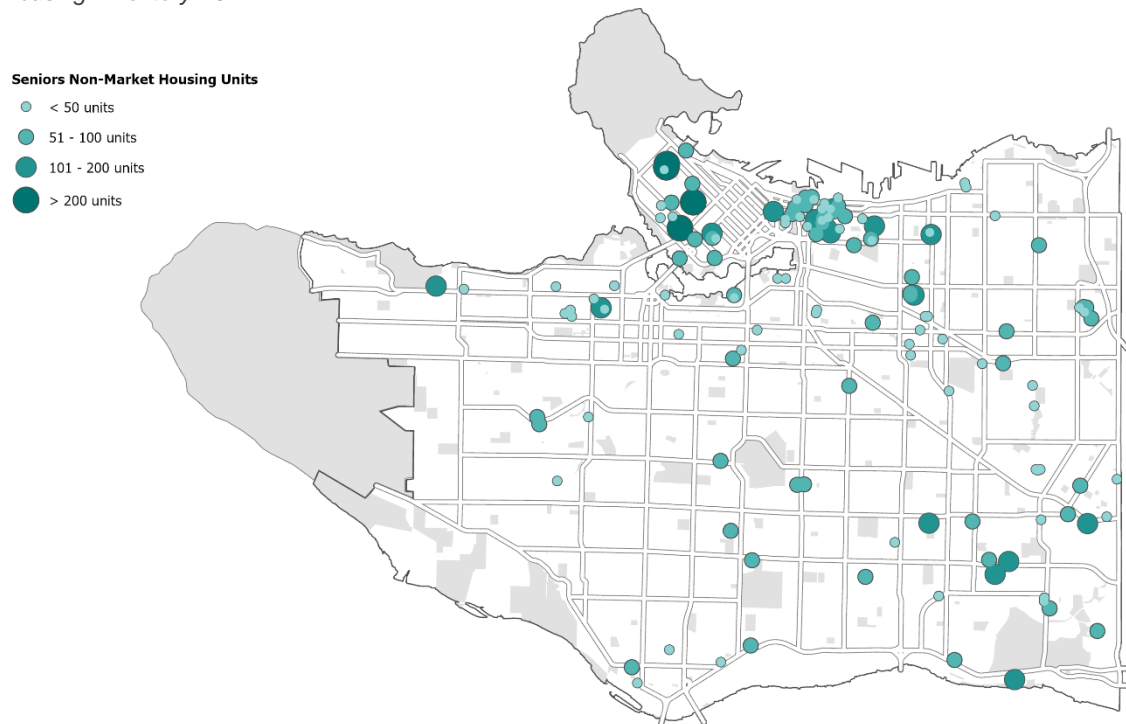 Seniors Non-Market Housing Units
< 50 units
51 - 100 units
101 - 200 units
> 200 units